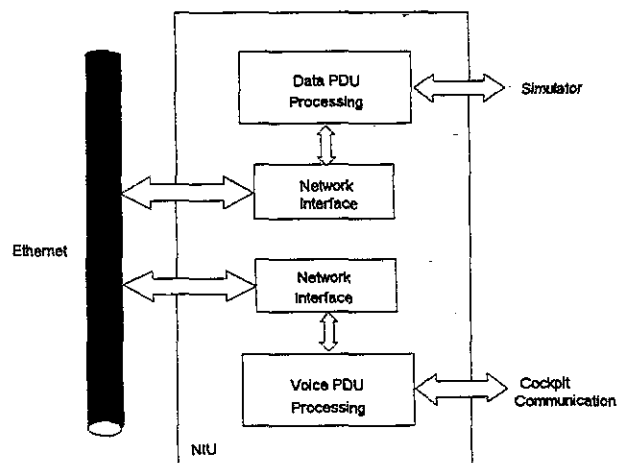 Data PDU
Processing
Simulator
Network
Interface
Ethernet
Network
Interface
Voice PDU
Processing
Cockpit
Communication
NIU